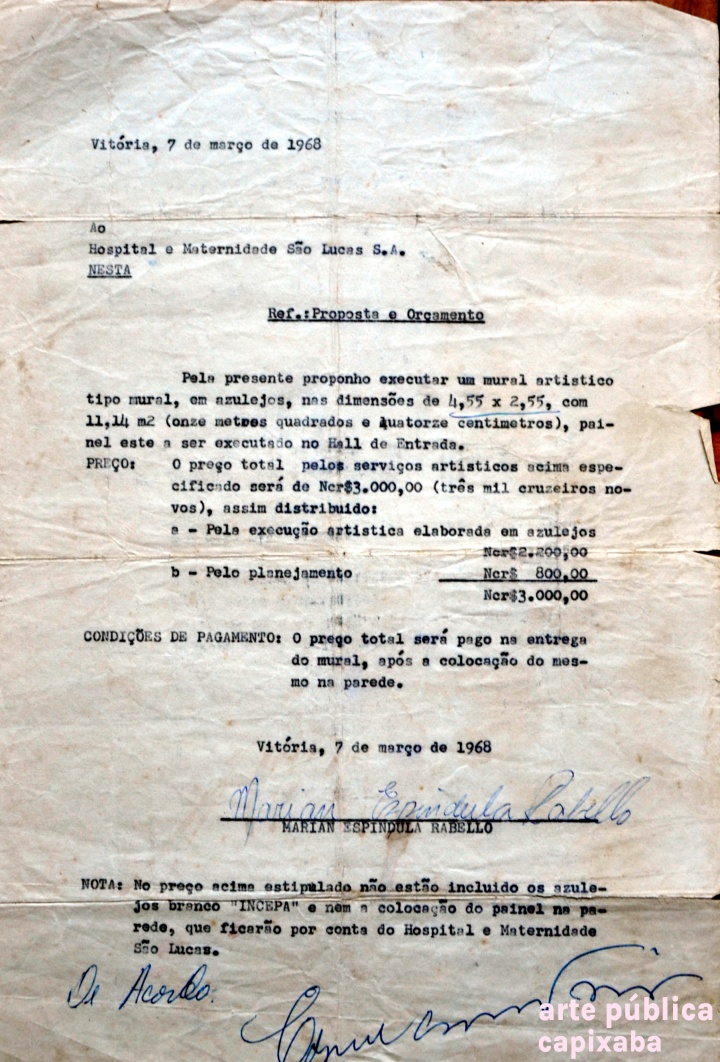 Vitória, 7 de março de 1968
Ao
Hospital e Maternidade São Lucas S.A.
NESTA
Ref.:Proposta e Orçamento
Pela presente proponho executar um mural artistico
tipo mural, em azulejos, nas dimensões de 4,55 x 2,55, com
11,14 m2 (onze metros quadrados e quatorze centimetros), pai-
nel este a ser executado no Hall de Entrada.
PREÇO: O preço total pelos serviços artisticos acima espe-
cificado será de Ncr$3.000,00 (três mil cruzeiros no-
vos), assim distribuido:
a - Pela execução artistica elaborada em azulejos
Ncr$2.200,00
b - Pelo planejamento Ncr$ 800,00
Ncr$3.000,00
CONDIÇÕES DE PAGAMENTO: O preço total será pago na entrega
do mural, após a colocação do mes-
mo na parede.
Vitória, 7 de março de 1968
Marian Espindula Rabello
MARIAN ESPINDULA RABELLO
NOTA: No preço acima estipulado não estão incluido os azule-
jos branco "INCEPA" e nem a colocação do painel na pa-
rede, que ficarão por conta do Hospital e Maternidade
São Lucas.
De Acordo.
arte pública
capixaba